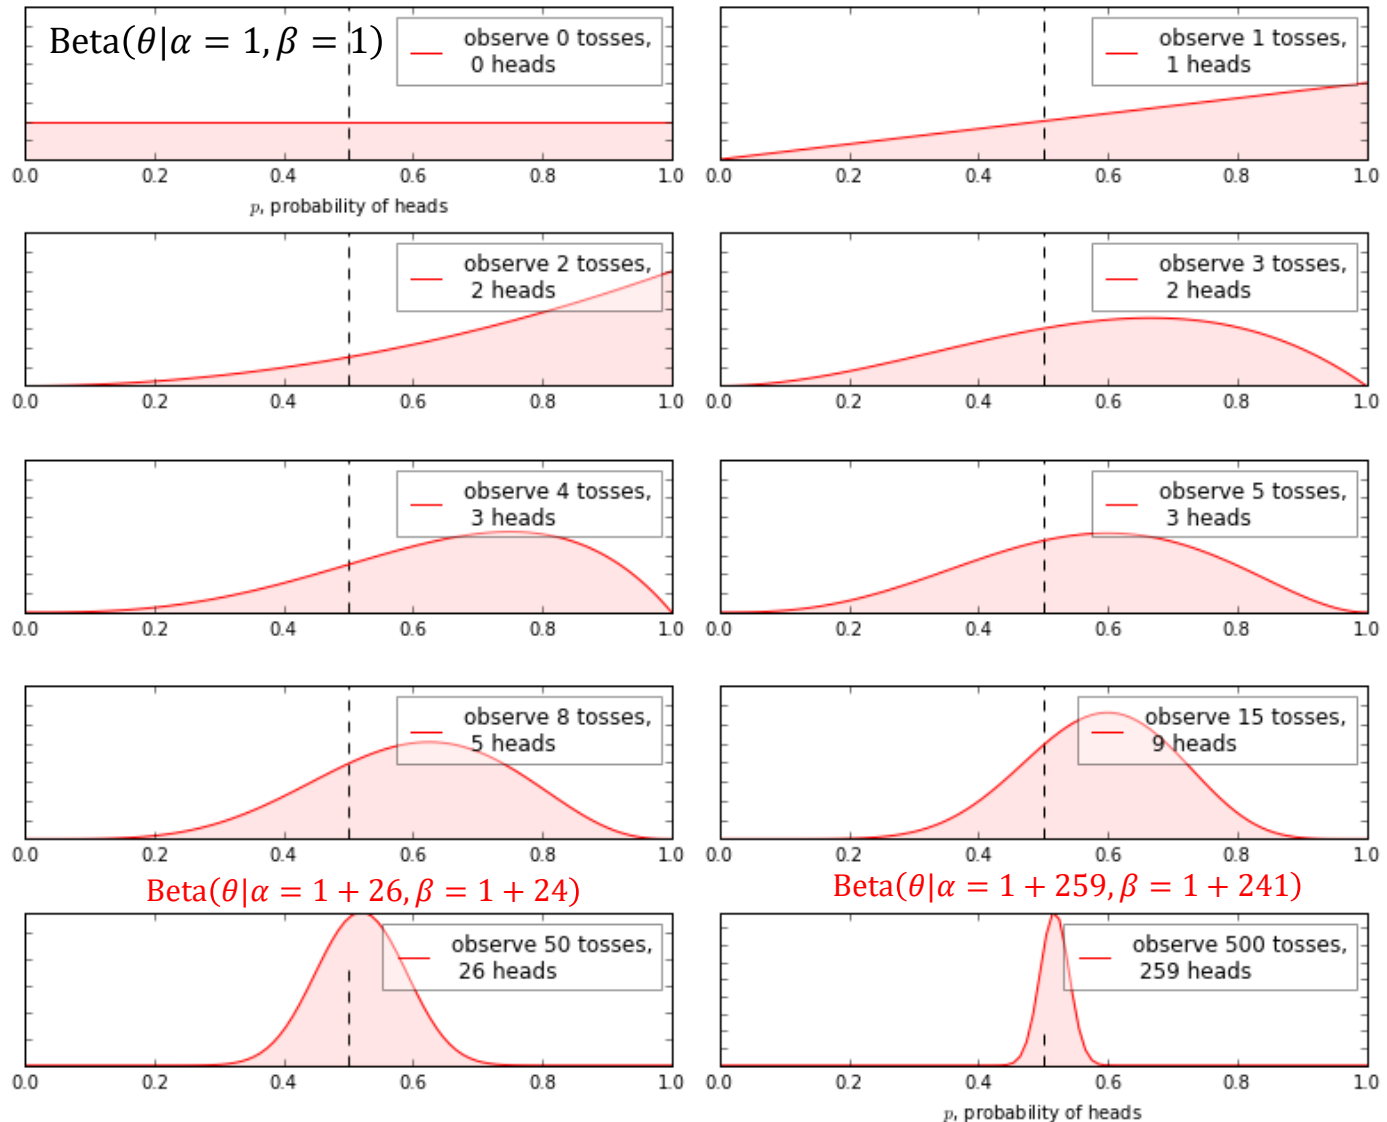 Beta(θ|α = 1, β = 1)
observe 0 tosses,
0 heads
0.0 0.2 0.4 0.6 0.8 1.0
p, probability of heads
observe 1 tosses,
1 heads
0.0 0.2 0.4 0.6 0.8 1.0
observe 2 tosses,
2 heads
0.0 0.2 0.4 0.6 0.8 1.0
observe 3 tosses,
2 heads
0.0 0.2 0.4 0.6 0.8 1.0
observe 4 tosses,
3 heads
0.0 0.2 0.4 0.6 0.8 1.0
observe 5 tosses,
3 heads
0.0 0.2 0.4 0.6 0.8 1.0
observe 8 tosses,
5 heads
0.0 0.2 0.4 0.6 0.8 1.0
observe 15 tosses,
9 heads
0.0 0.2 0.4 0.6 0.8 1.0
Beta(θ|α = 1 + 26, β = 1 + 24)
observe 50 tosses,
26 heads
0.0 0.2 0.4 0.6 0.8 1.0
Beta(θ|α = 1 + 259, β = 1 + 241)
observe 500 tosses,
259 heads
0.0 0.2 0.4 0.6 0.8 1.0
p, probability of heads